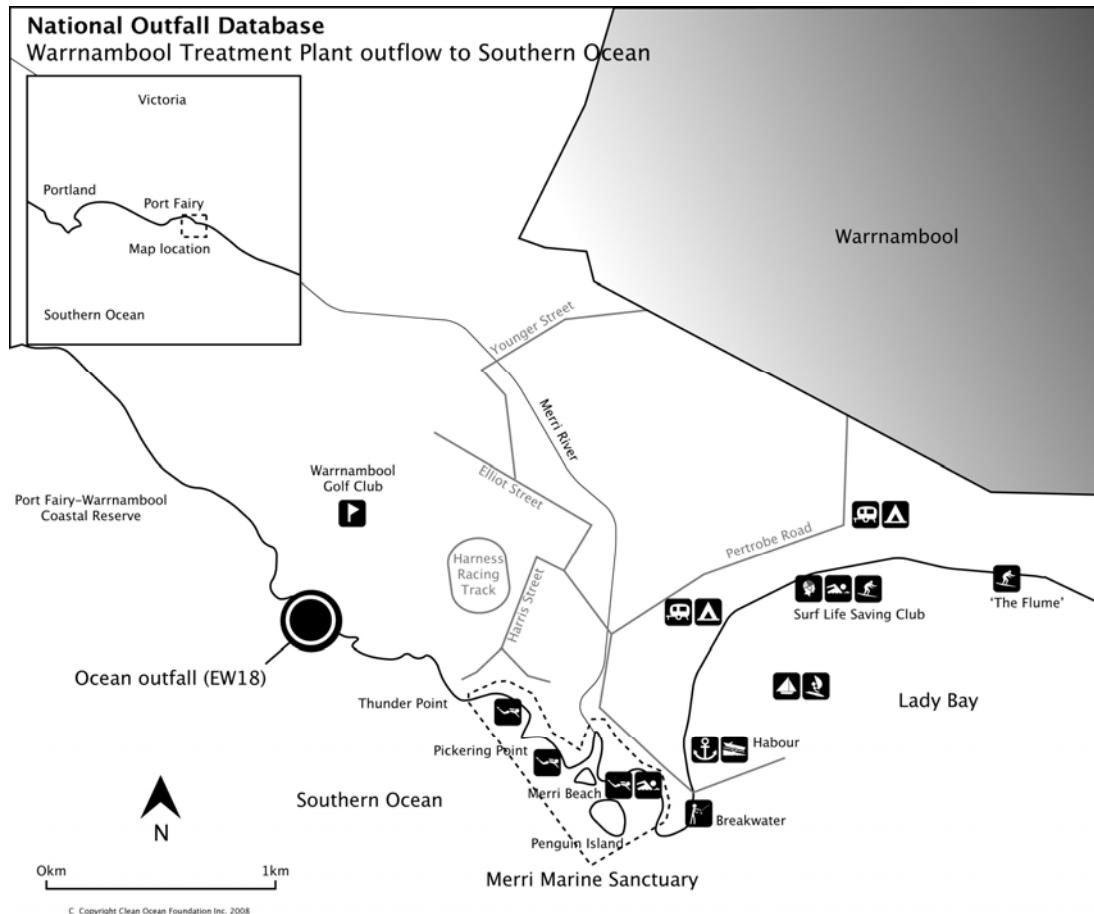 National Outfall Database
Warrnambool Treatment Plant outflow to Southern Ocean
Victoria
Portland
Port Fairy
Map location
Southern Ocean
Warrnambool
Younger Street
Merri River
Elliot Street
Warrnambool
Golf Club
Port Fairy-Warrnambool
Coastal Reserve
Harness
Racing
Track
Harris Street
Pertrobe Road
Surf Life Saving Club
'The Flume'
Ocean outfall (EW18)
Thunder Point
Lady Bay
Pickering Point
Habour
Merri Beach
Southern Ocean
Breakwater
Penguin Island
N
Merri Marine Sanctuary
0km
1km
C Copyright Clean Ocean Foundation Inc. 2008